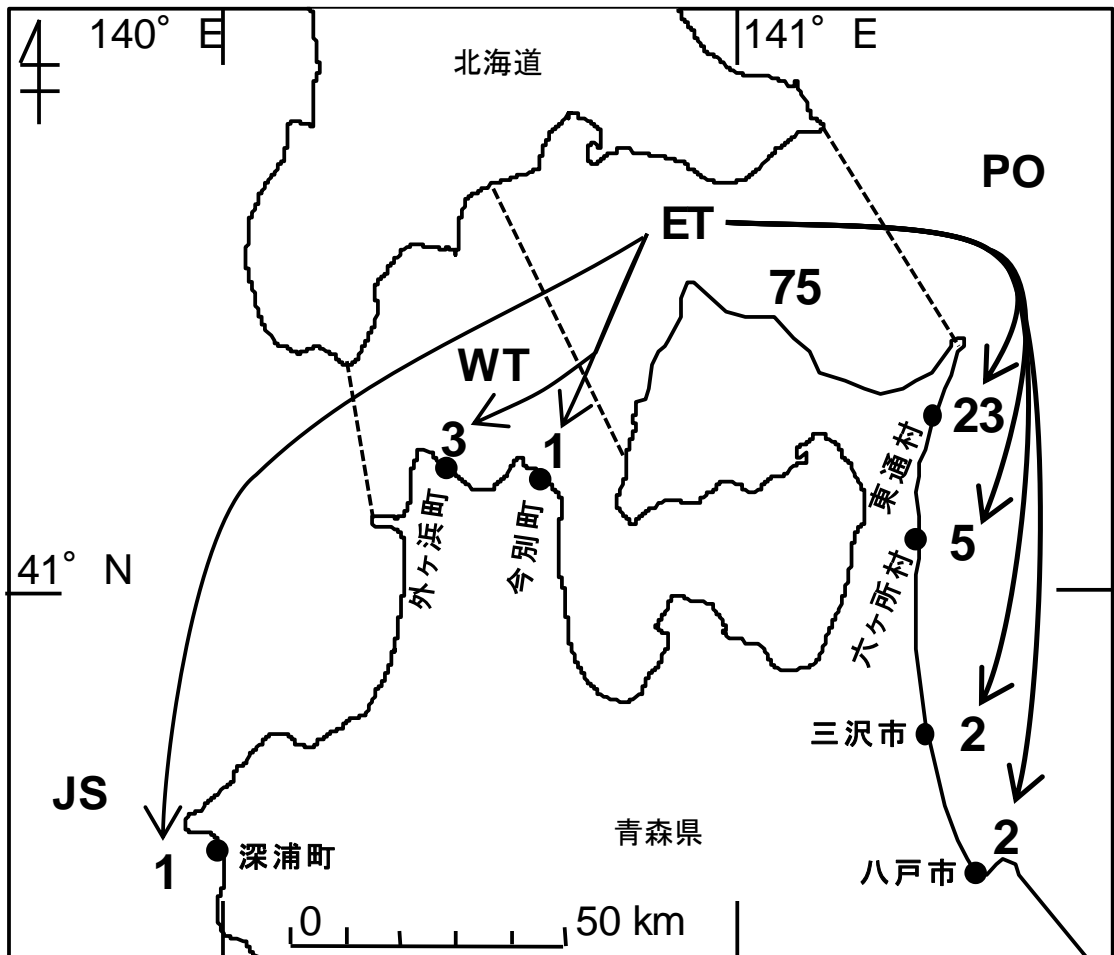 140° E
141° E
北海道
PO
ET
75
WT
23
3
1
東通村
外ヶ浜町
今別町
5
41° N
六ヶ所村
三沢市
2
JS
青森県
2
1
深浦町
八戸市
0
50 km